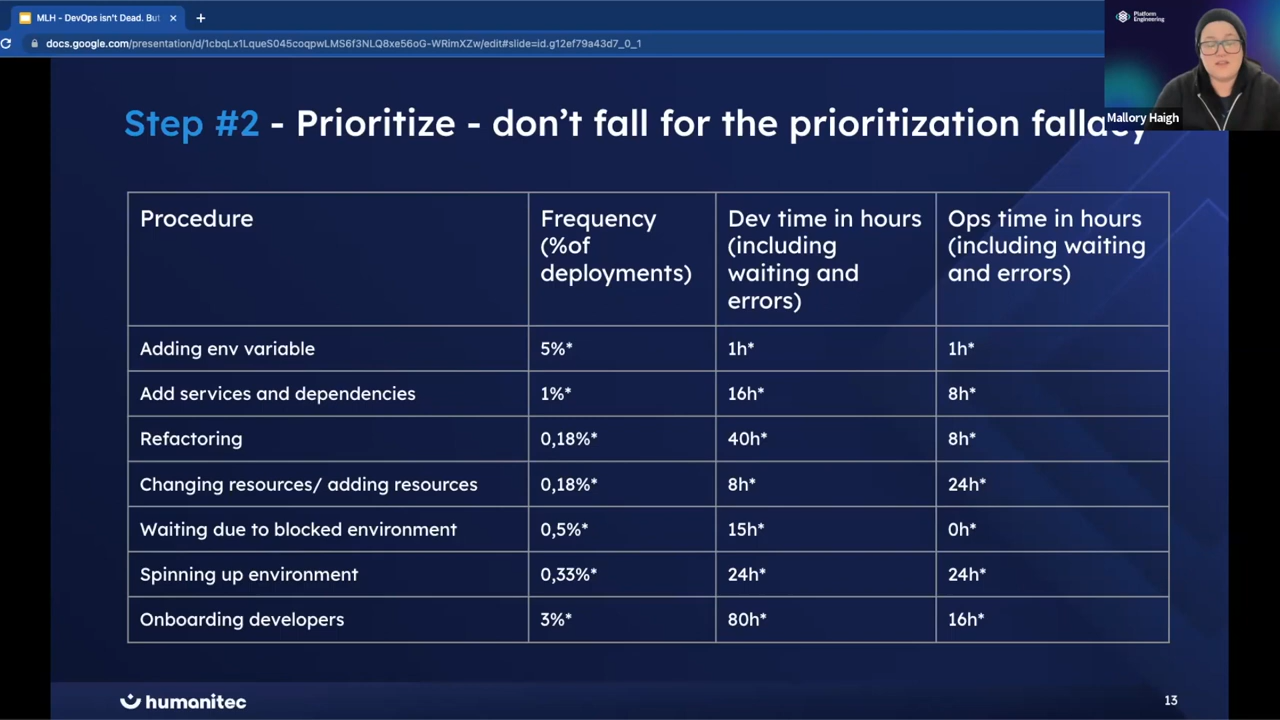 MLH - DevOps isn't Dead. But
docs.google.com/presentation/d/1cbqLx1LqueS045coqpwLMS6f3NLQ8xe56oG-WRimXZw/edit#slide=id.g12ef79a43d7_0_1
Platform
Engineering
Mallory Haigh
Step #2 - Prioritize - don't fall for the prioritization fallacy
Procedure
Frequency
(%of
deployments)
Dev time in hours
(including
waiting and
errors)
Ops time in hours
(including waiting
and errors)
Adding env variable 5%* 1h* 1h*
Add services and dependencies 1%* 16h* 8h*
Refactoring 0,18%* 40h* 8h*
Changing resources/ adding resources 0,18%* 8h* 24h*
Waiting due to blocked environment 0,5%* 15h* 0h*
Spinning up environment 0,33%* 24h* 24h*
Onboarding developers 3%* 80h* 16h*
humanitec
13